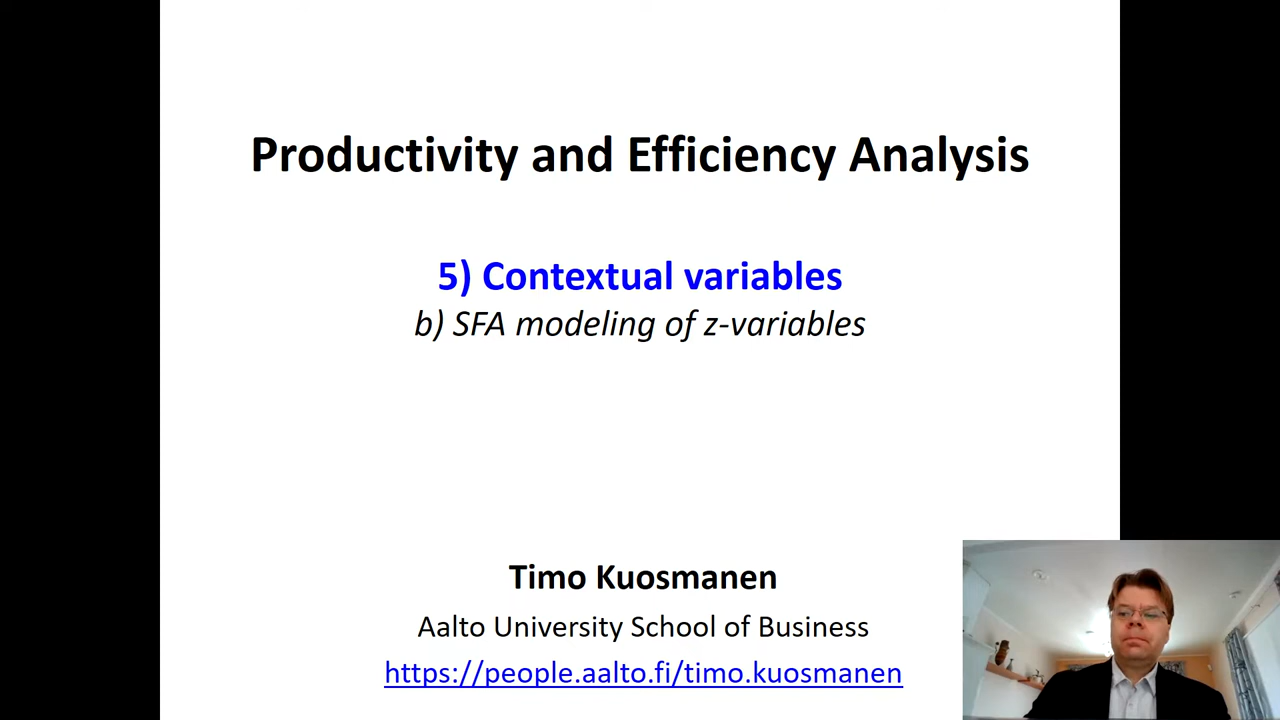 Productivity and Efficiency Analysis
5) Contextual variables
b) SFA modeling of z-variables
Timo Kuosmanen
Aalto University School of Business
https://people.aalto.fi/timo.kuosmanen